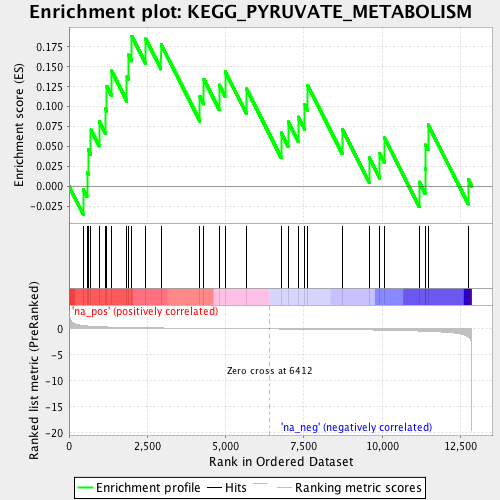 Enrichment plot: KEGG_PYRUVATE_METABOLISM
Enrichment score (ES)
0.175
0.150
0.125
0.100
0.075
0.050
0.025
0.000
-0.025
'na_pos' (positively correlated)
Ranked list metric (PreRanked)
0
-5
-10
-15
-20
Zero cross at 6412
'na_neg' (negatively correlated)
0
2,500
5,000
7,500
10,000
12,500
Rank in Ordered Dataset
Enrichment profile
Hits
Ranking metric scores